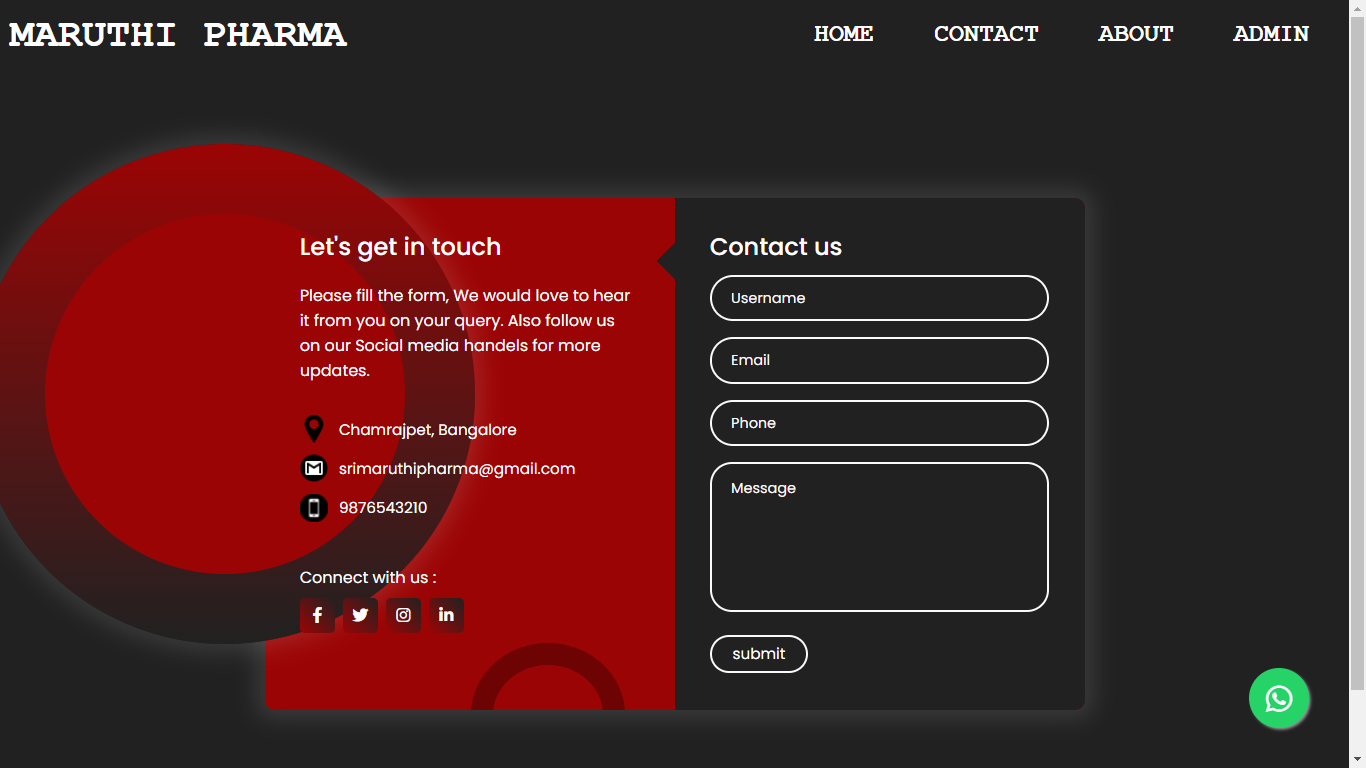 MARUTHI PHARMA
HOME CONTACT ABOUT ADMIN
Let's get in touch
Please fill the form, We would love to hear
it from you on your query. Also follow us
on our Social media handels for more
updates.
Chamrajpet, Bangalore
srimaruthipharma@gmail.com
9876543210
Connect with us :
Contact us
Username
Email
Phone
Message
submit